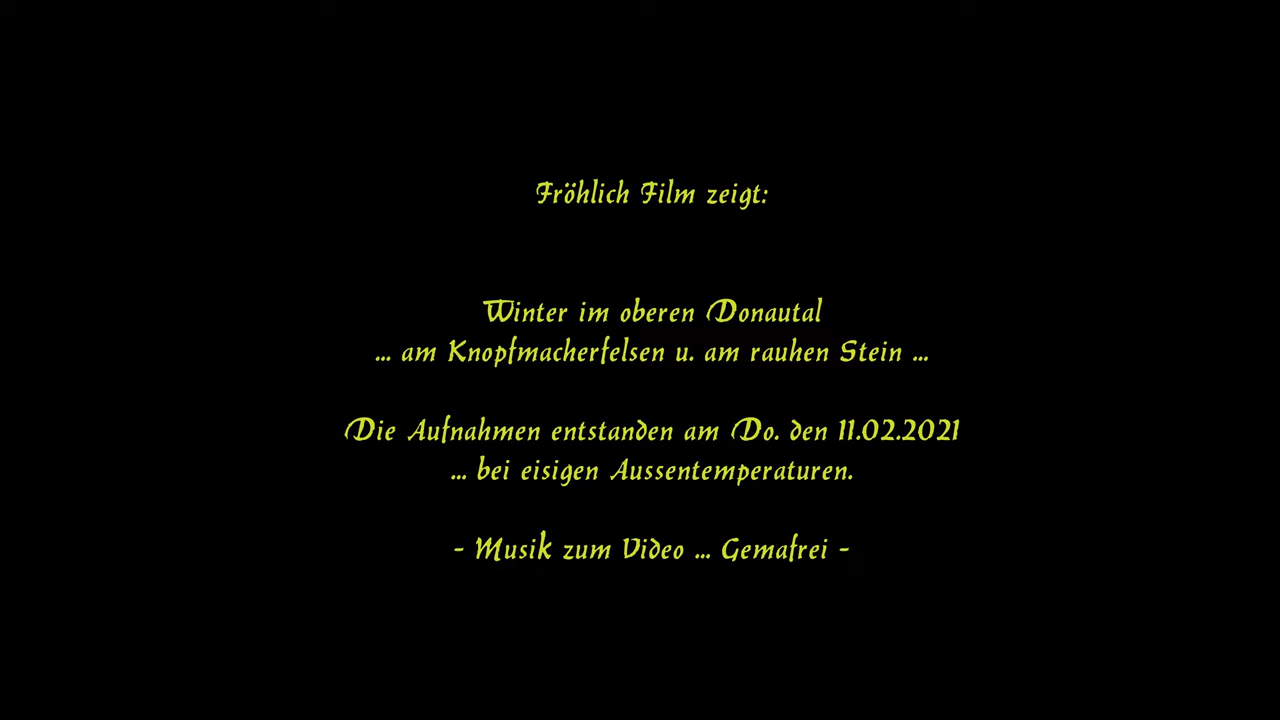 Fröhlich Film zeigt:
Winter im oberen Donautal
... am Knopfmacherfelsen u. am rauhen Stein ...
Die Aufnahmen entstanden am Do. den 11.02.2021
... bei eisigen Aussentemperaturen.
- Musik zum Video ... Gemafrei -